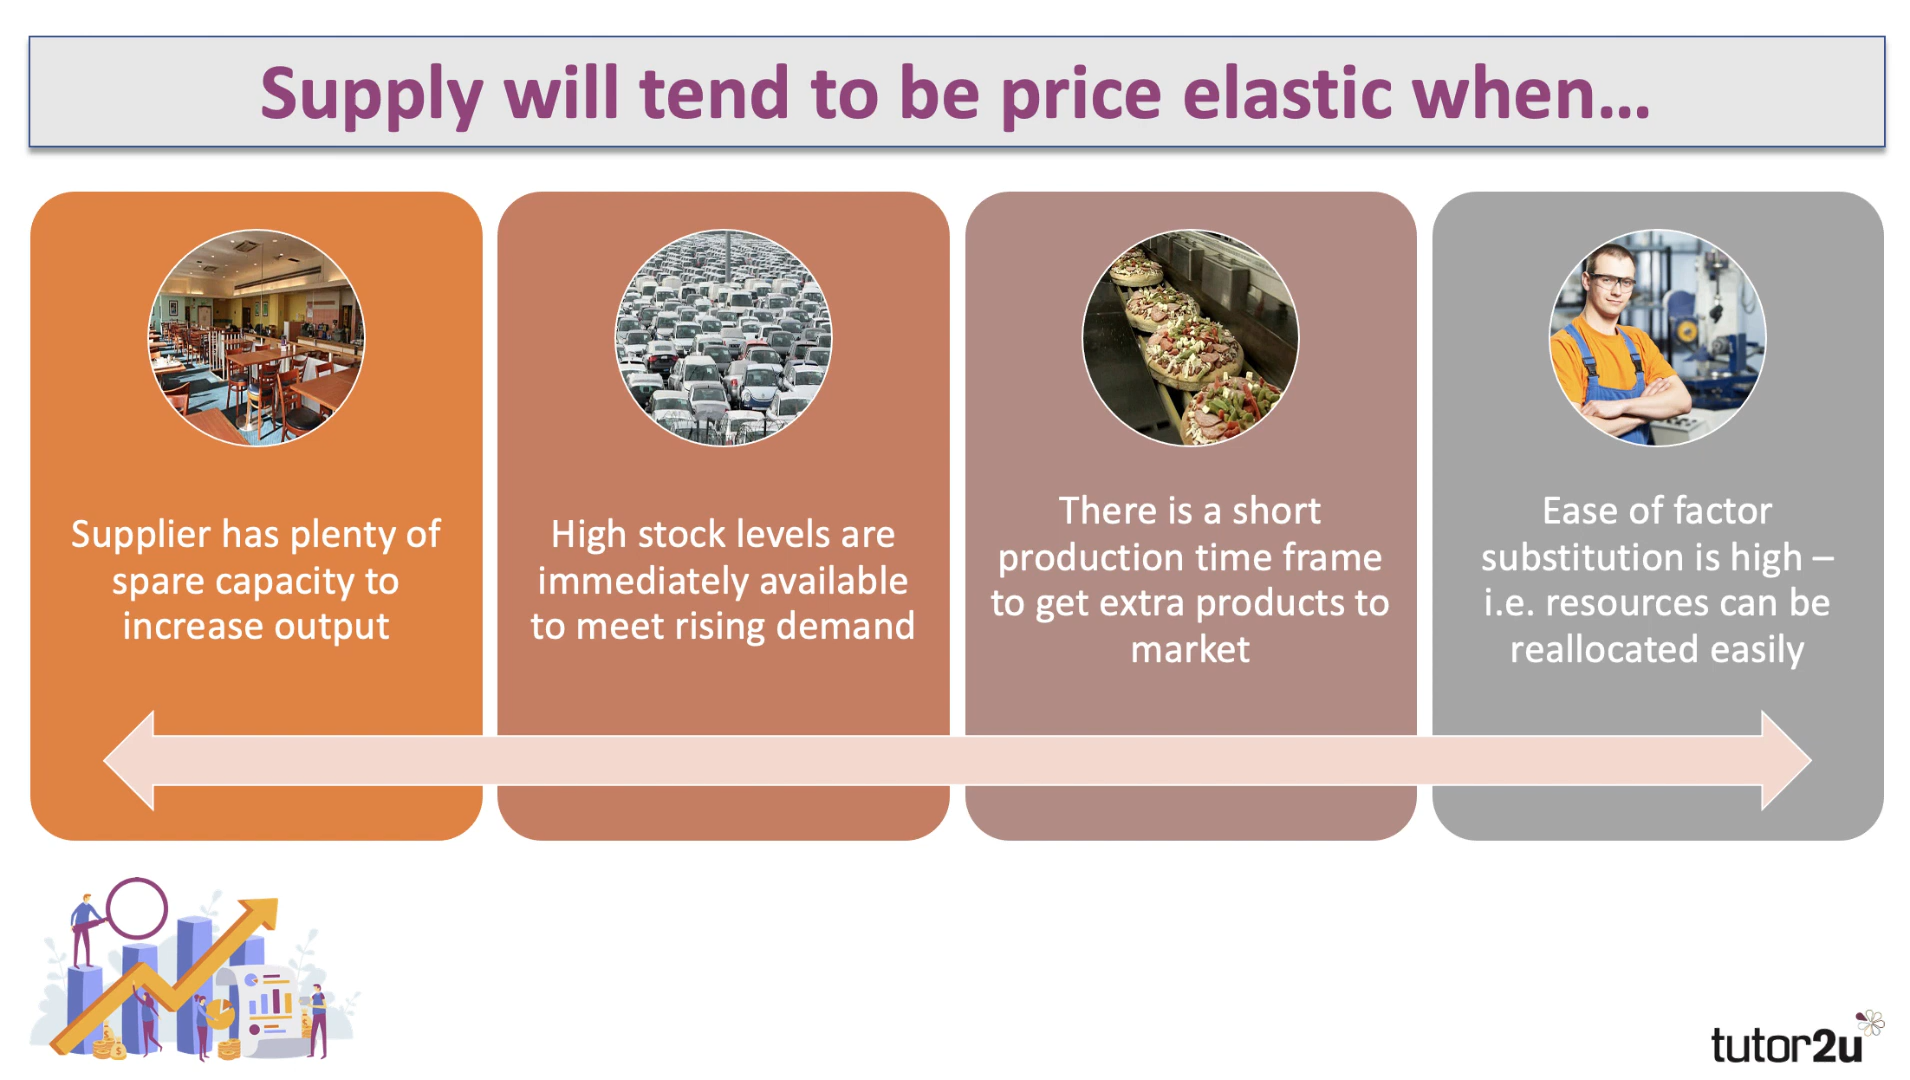 Supply will tend to be price elastic when...
Supplier has plenty of
spare capacity to
increase output
High stock levels are
immediately available
to meet rising demand
There is a short
production time frame
to get extra products to
market
Ease of factor
substitution is high –
i.e. resources can be
reallocated easily
tutor2u